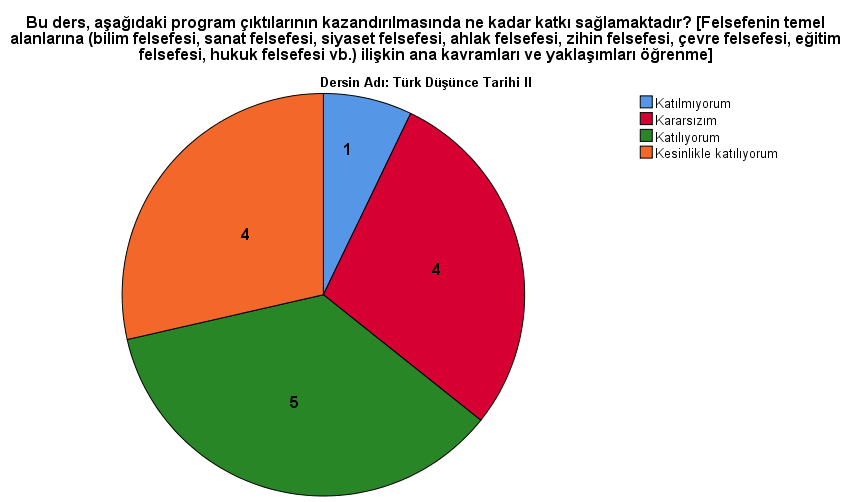 Bu ders, aşağıdaki program çıktılarının kazandırılmasında ne kadar katkı sağlamaktadır? [Felsefenin temel
alanlarına (bilim felsefesi, sanat felsefesi, siyaset felsefesi, ahlak felsefesi, zihin felsefesi, çevre felsefesi, eğitim
felsefesi, hukuk felsefesi vb.) ilişkin ana kavramları ve yaklaşımları öğrenme]
Dersin Adı: Türk Düşünce Tarihi II
Katılmıyorum
Kararsızım
Katılıyorum
Kesinlikle katılıyorum
1
4
4
5